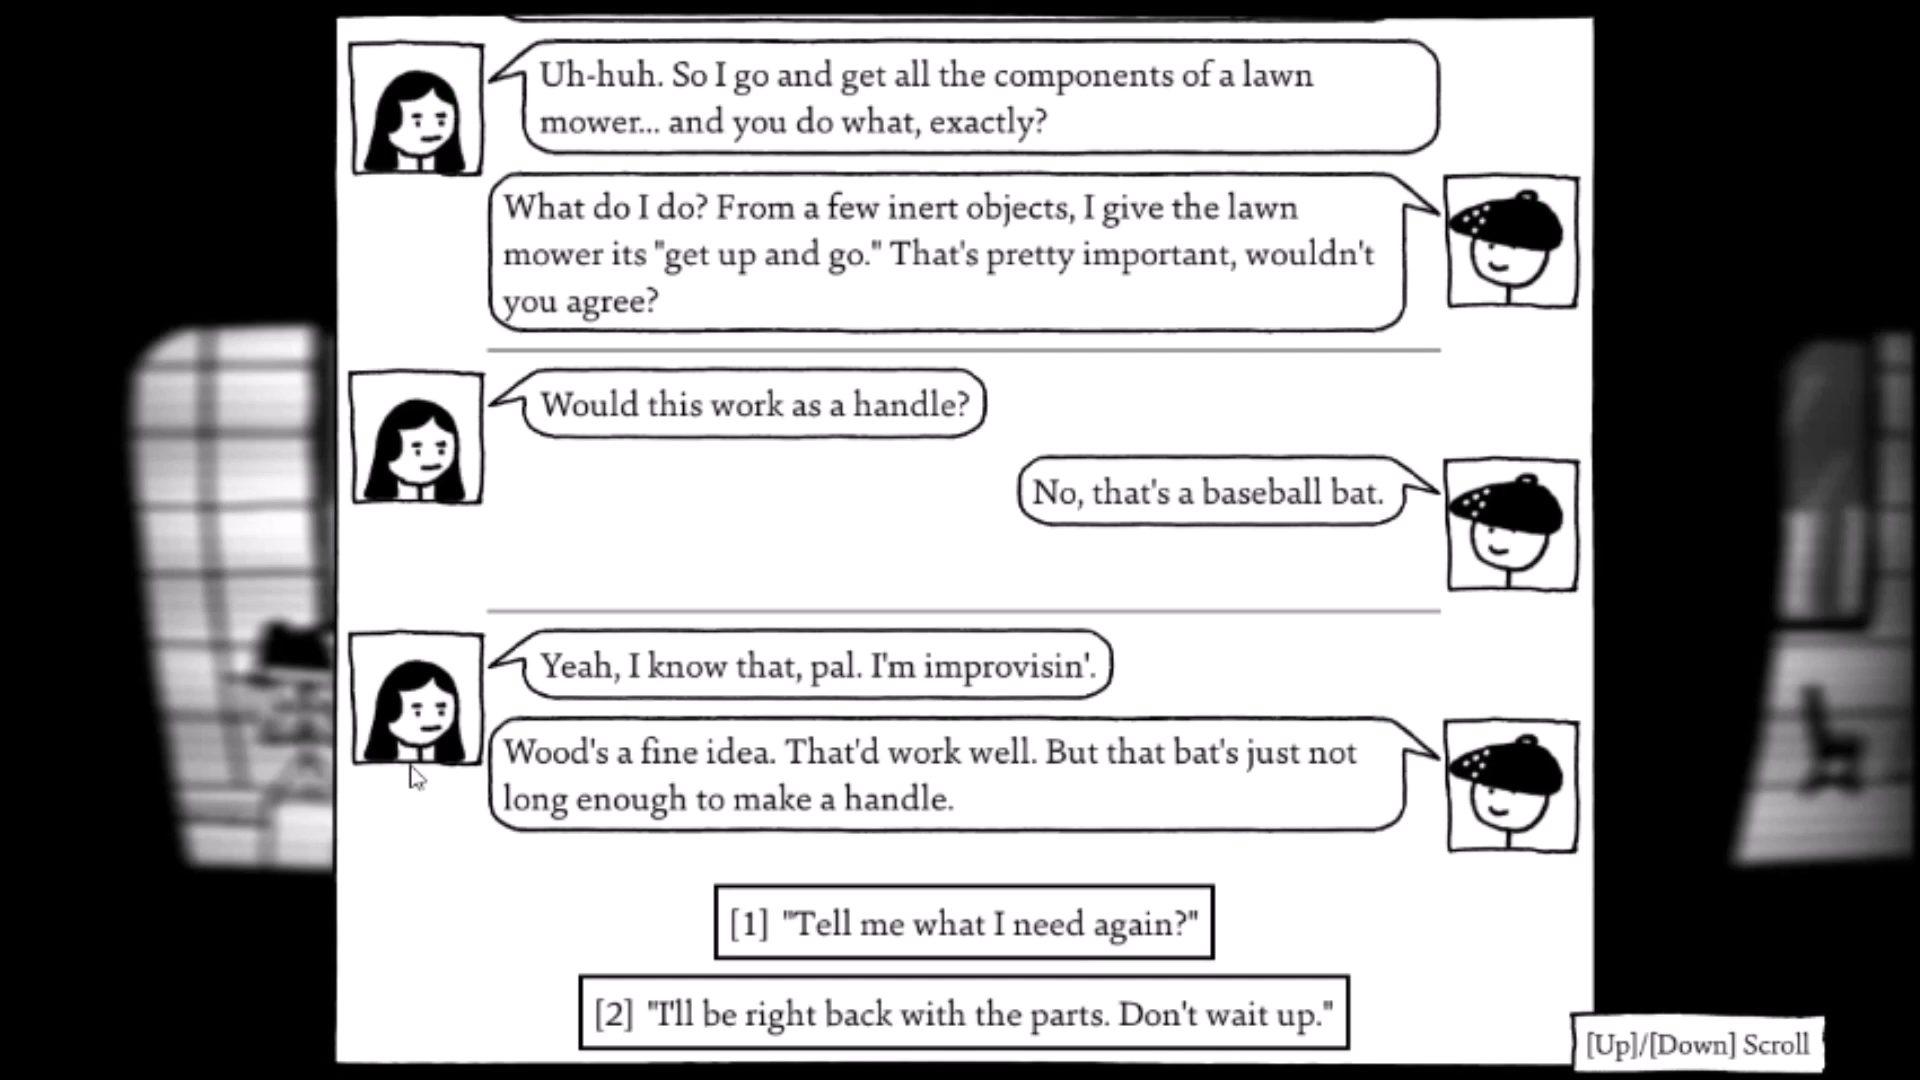 Uh-huh. So I go and get all the components of a lawn
mower... and you do what, exactly?
What do I do? From a few inert objects, I give the lawn
mower its "get up and go." That's pretty important, wouldn't
you agree?
Would this work as a handle?
No, that's a baseball bat.
Yeah, I know that, pal. I'm improvisin'.
Wood's a fine idea. That'd work well. But that bat's just not
long enough to make a handle.
[1] "Tell me what I need again?"
[2] "I'll be right back with the parts. Don't wait up."
[Up]/[Down] Scroll